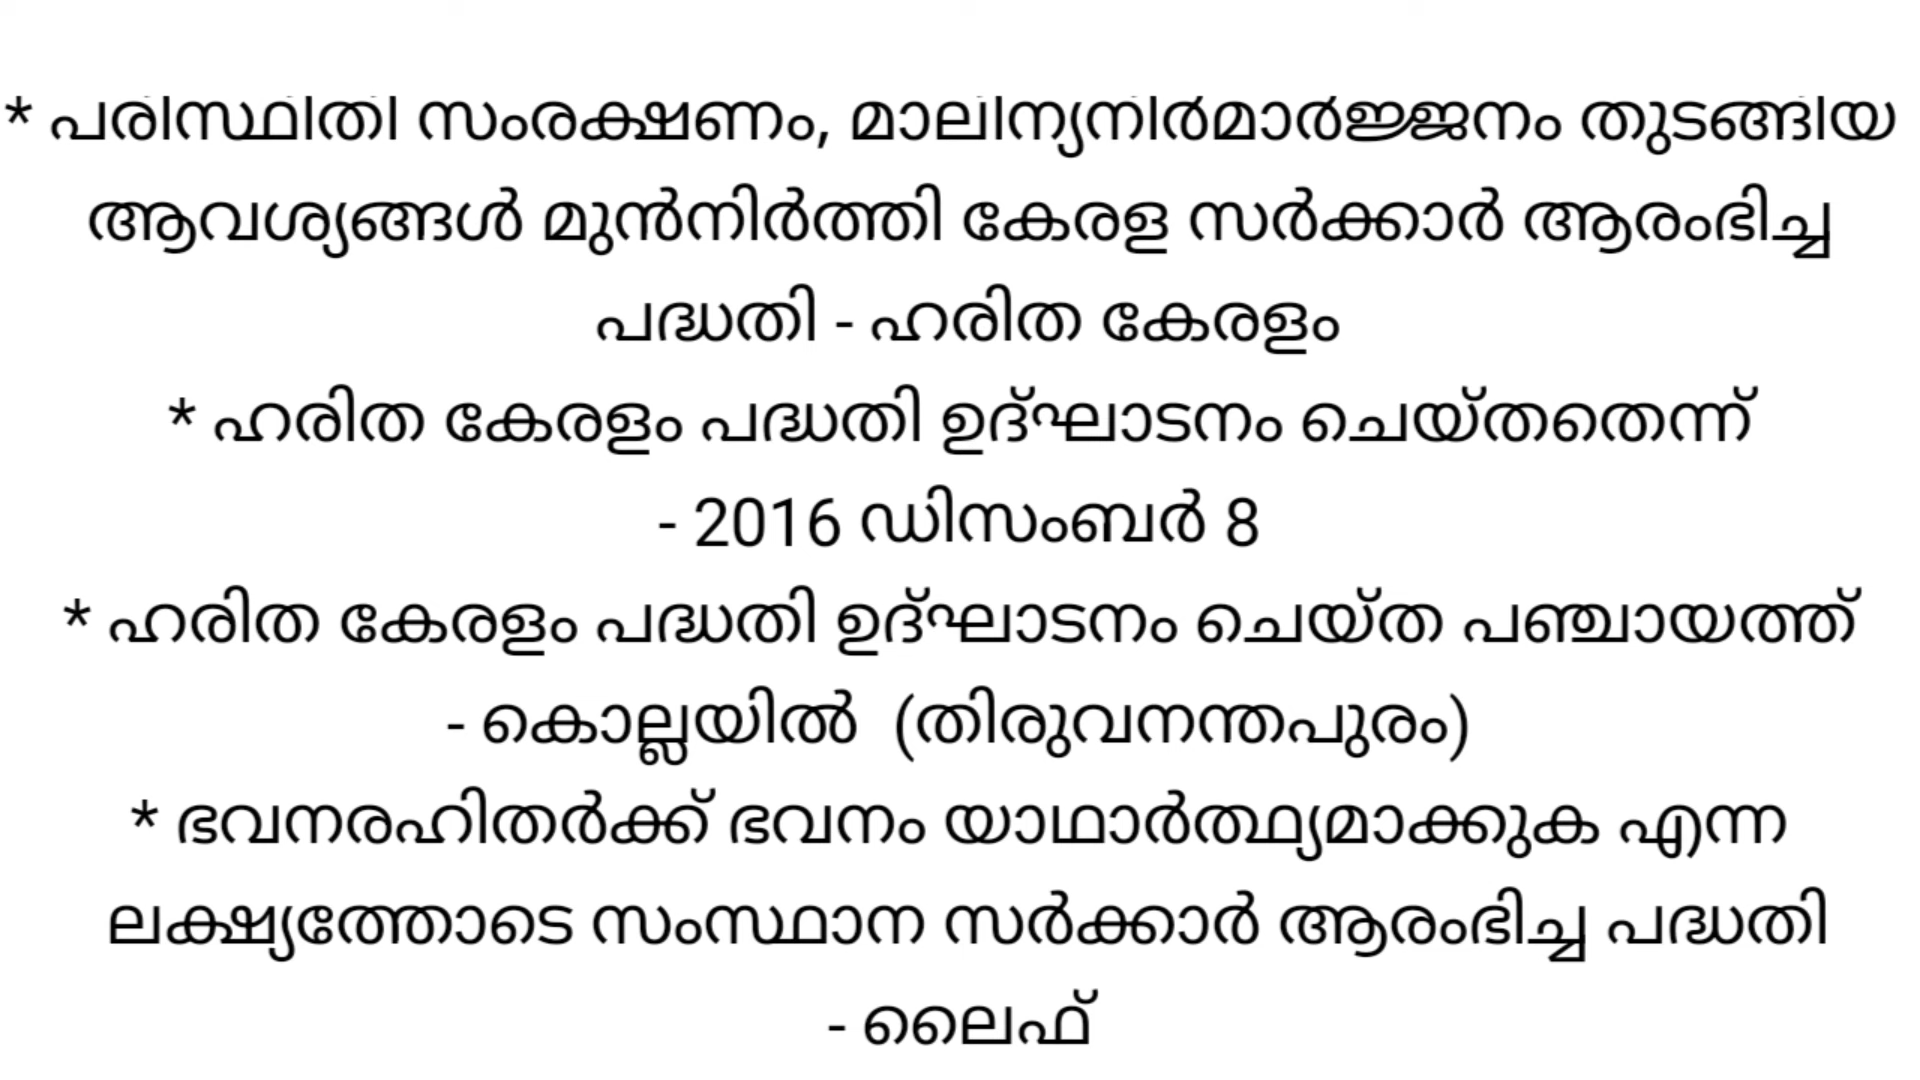 * പരിസ്ഥിതി സംരക്ഷണം, മാലിന്യനിർമാർജ്ജനം തുടങ്ങിയ
ആവശ്യങ്ങൾ മുൻനിർത്തി കേരള സർക്കാർ ആരംഭിച്ച
പദ്ധതി - ഹരിത കേരളം
* ഹരിത കേരളം പദ്ധതി ഉദ്ഘാടനം ചെയ്തതെന്ന്
- 2016 ഡിസംബർ 8
* ഹരിത കേരളം പദ്ധതി ഉദ്ഘാടനം ചെയ്ത പഞ്ചായത്ത്
- കൊല്ലയിൽ (തിരുവനന്തപുരം)
* ഭവനരഹിതർക്ക് ഭവനം യാഥാർത്ഥ്യമാക്കുക എന്ന
ലക്ഷ്യത്തോടെ സംസ്ഥാന സർക്കാർ ആരംഭിച്ച പദ്ധതി
- ലൈഫ്